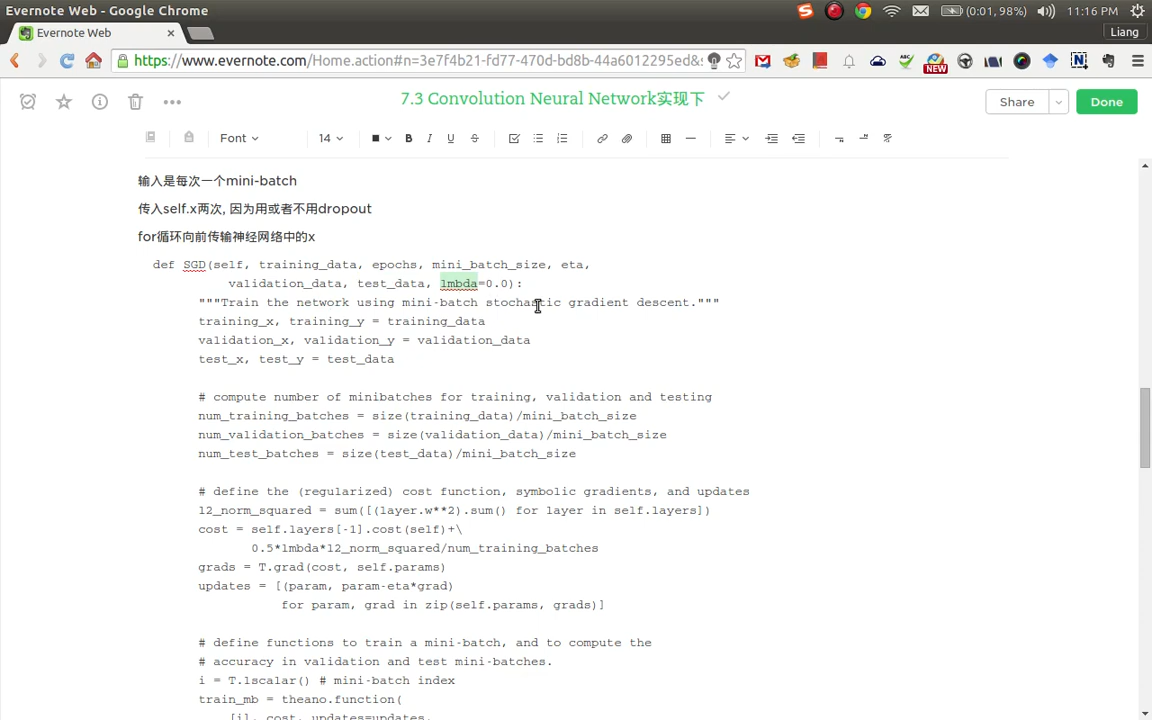 Evernote Web - Google Chrome
(0:01, 98%)
11:16 PM
Evernote Web
Liang
https://www.evernote.com/Home.action#n=3e7f4b21-fd77-470d-bd8b-44a6012295ed&s
NEW
7.3 Convolution Neural Network实现下
Share
Done
Font
14
B
I
U
输入是每次一个mini-batch
传入self.x两次, 因为用或者不用dropout
for循环向前传输神经网络中的x
def SGD(self, training_data, epochs, mini_batch_size, eta,
validation_data, test_data, lmbda=0.0):
"""Train the network using mini-batch stochastic gradient descent."""
training_x, training_y = training_data
validation_x, validation_y = validation_data
test_x, test_y = test_data
# compute number of minibatches for training, validation and testing
num_training_batches = size(training_data)/mini_batch_size
num_validation_batches = size(validation_data)/mini_batch_size
num_test_batches = size(test_data)/mini_batch_size
# define the (regularized) cost function, symbolic gradients, and updates
l2_norm_squared = sum([(layer.w**2).sum() for layer in self.layers])
cost = self.layers[-1].cost(self)+\
0.5*lmbda*l2_norm_squared/num_training_batches
grads = T.grad(cost, self.params)
updates = [(param, param-eta*grad)
for param, grad in zip(self.params, grads)]
# define functions to train a mini-batch, and to compute the
# accuracy in validation and test mini-batches.
i = T.lscalar() # mini-batch index
train_mb = theano.function(
[i], cost, updates=updates,